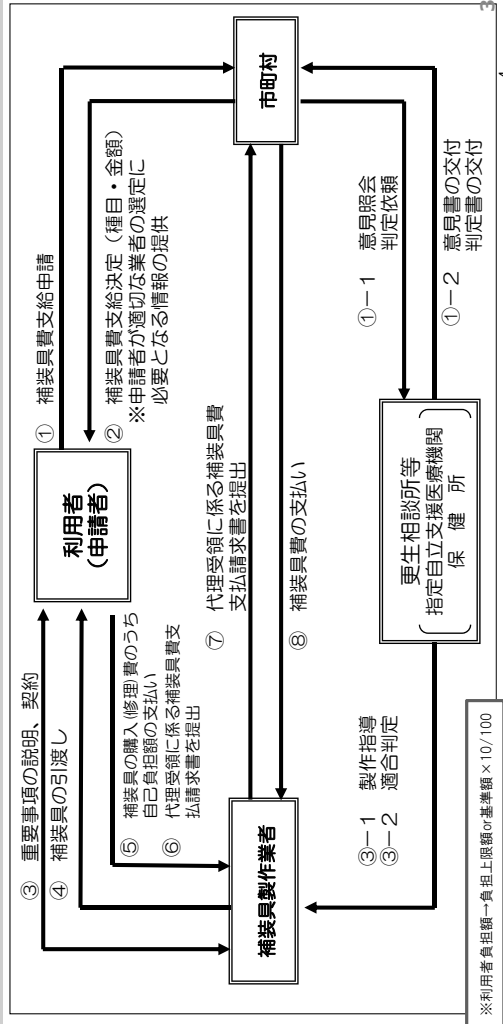 ① 補装具費支給申請
② 補装具費支給決定（種目・金額）
※申請者が適切な業者の選定に
必要となる情報の提供
利用者
（申請者）
市町村
③ 重要事項の説明、契約
④ 補装具の引渡し
⑤ 補装具の購入(修理)費のうち
自己負担額の支払い
⑥ 代理受領に係る補装具費支
払請求書を提出
⑦ 代理受領に係る補装具費
支払請求書を提出
⑧ 補装具費の支払い
補装具製作業者
①－1 意見照会
判定依頼
①－2 意見書の交付
判定書の交付
③－1 製作指導
③－2 適合判定
更生相談所等
指定自立支援医療機関
保 健 所
※利用者負担額→負担上限額or基準額×10/100
3